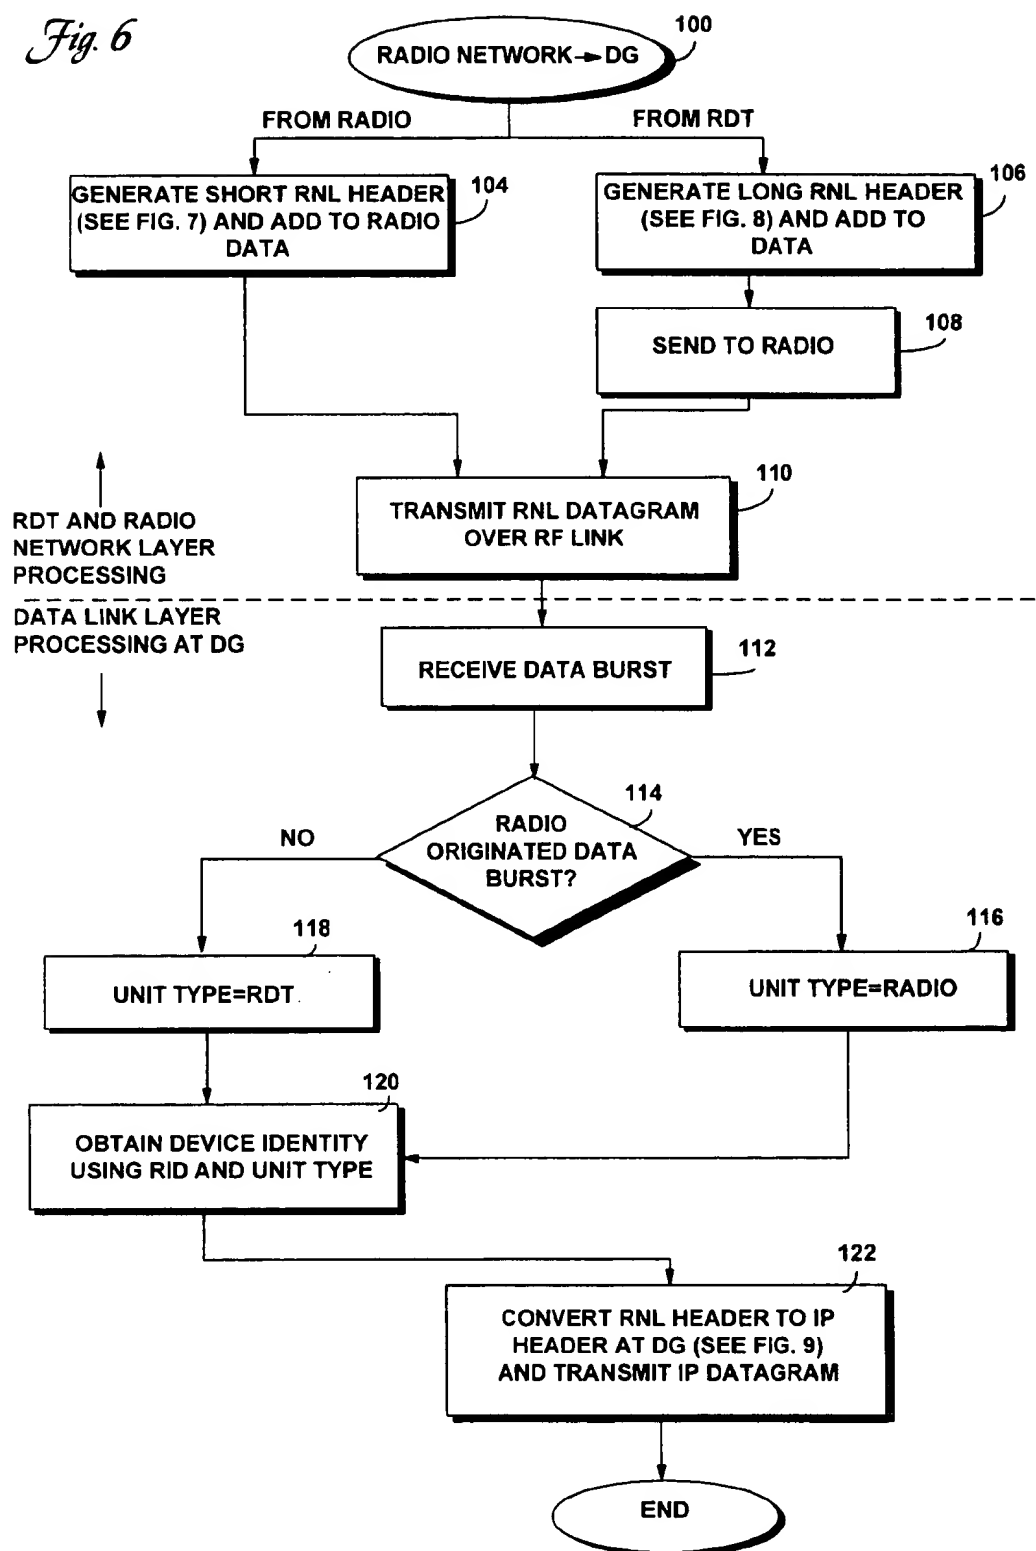 Fig. 6
100
RADIO NETWORK→DG
FROM RADIO
FROM RDT
104
GENERATE SHORT RNL HEADER
(SEE FIG. 7) AND ADD TO RADIO
DATA
106
GENERATE LONG RNL HEADER
(SEE FIG. 8) AND ADD TO
DATA
108
SEND TO RADIO
110
TRANSMIT RNL DATAGRAM
OVER RF LINK
RDT AND RADIO
NETWORK LAYER
PROCESSING
DATA LINK LAYER
PROCESSING AT DG
112
RECEIVE DATA BURST
114
RADIO
ORIGINATED DATA
BURST?
NO
YES
118
UNIT TYPE=RDT
116
UNIT TYPE=RADIO
120
OBTAIN DEVICE IDENTITY
USING RID AND UNIT TYPE
122
CONVERT RNL HEADER TO IP
HEADER AT DG (SEE FIG. 9)
AND TRANSMIT IP DATAGRAM
END